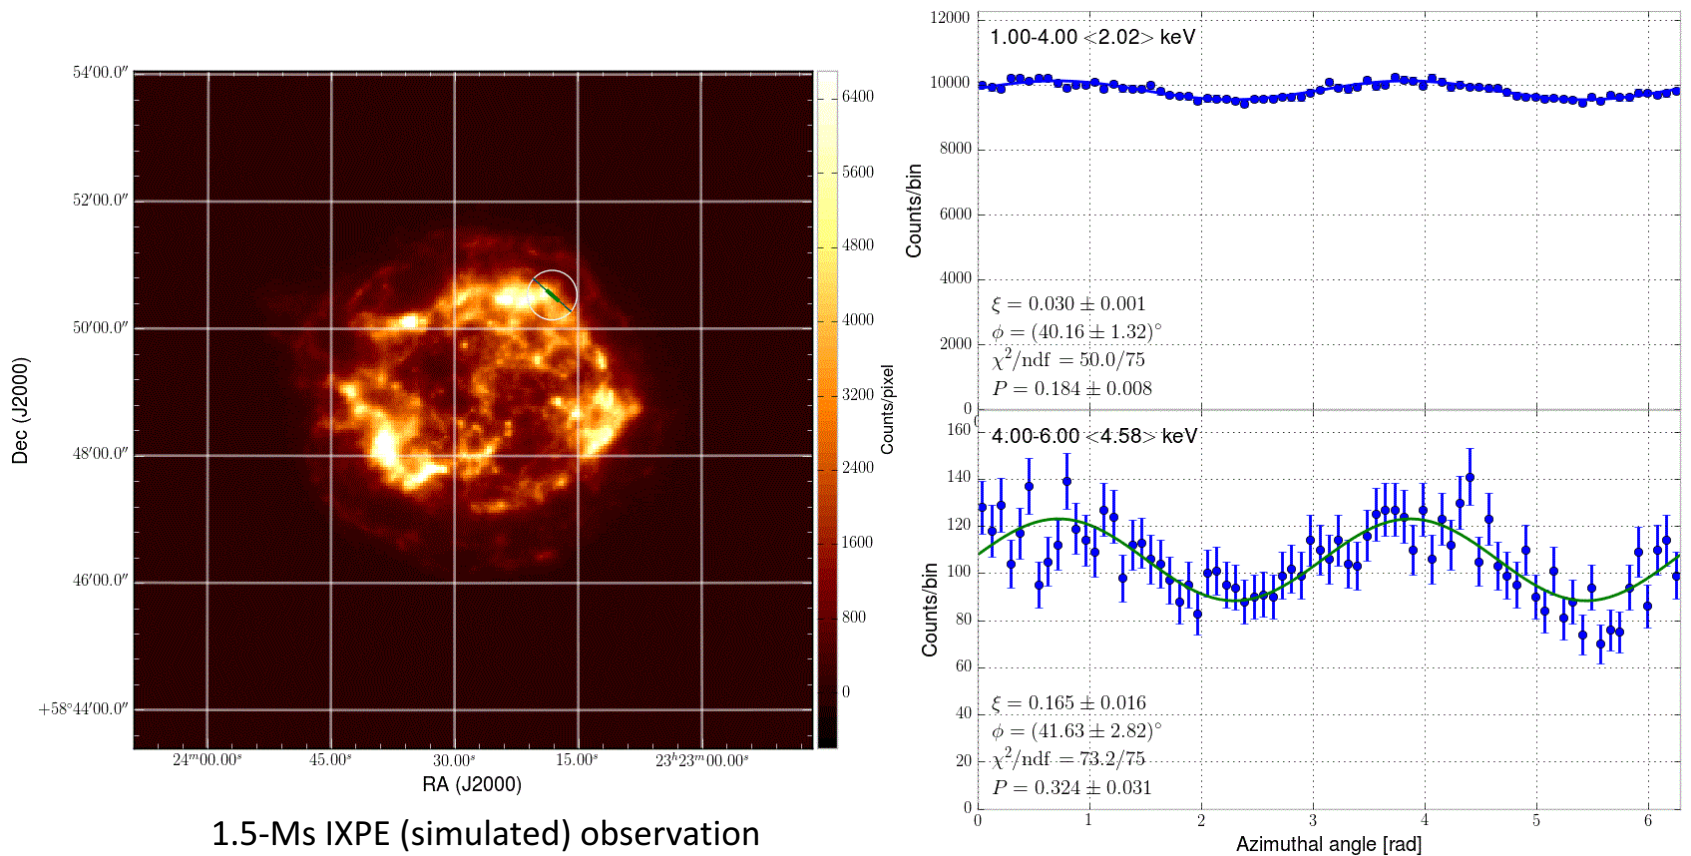 54′00.0″
52′00.0″
50′00.0″
48′00.0″
46′00.0″
+58°44′00.0″
Dec (J2000)
24ᵐ00.00ˢ
45.00ˢ
30.00ˢ
15.00ˢ
23ʰ23ᵐ00.00ˢ
RA (J2000)
6400
5600
4800
4000
3200
2400
1600
800
0
Counts/pixel
1.5-Ms IXPE (simulated) observation
12000
10000
8000
6000
4000
2000
0
Counts/bin
1.00-4.00 <2.02> keV
ξ = 0.030 ± 0.001
ϕ = (40.16 ± 1.32)°
χ²/ndf = 50.0/75
P = 0.184 ± 0.008
160
140
120
100
80
60
40
20
0
Counts/bin
4.00-6.00 <4.58> keV
ξ = 0.165 ± 0.016
ϕ = (41.63 ± 2.82)°
χ²/ndf = 73.2/75
P = 0.324 ± 0.031
0 1 2 3 4 5 6
Azimuthal angle [rad]